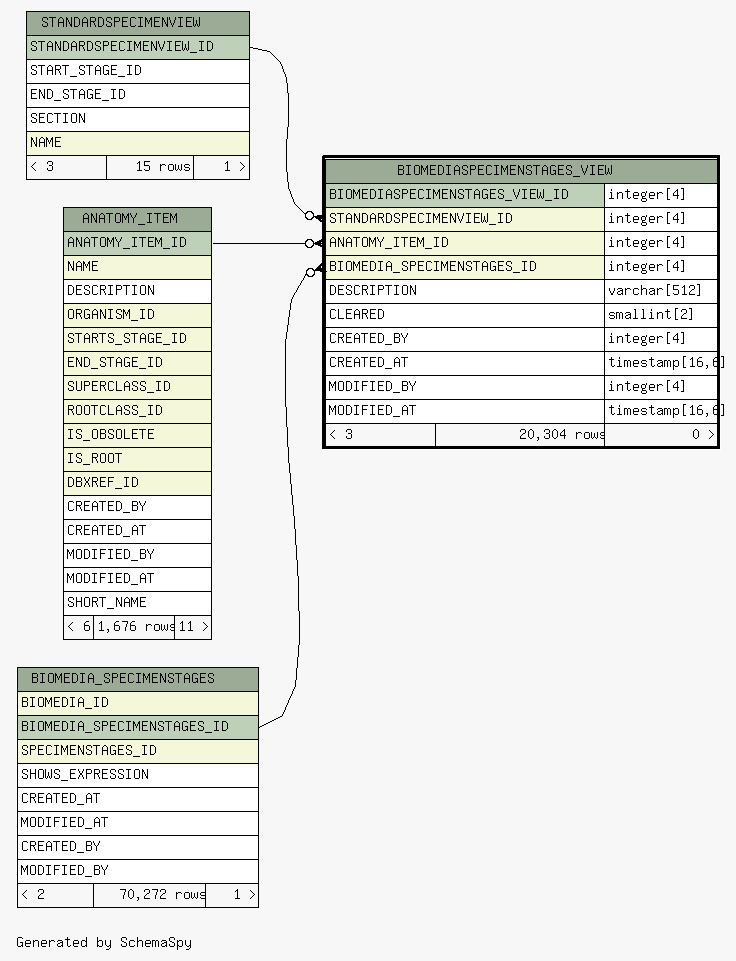 STANDARDSPECIMENVIEW
STANDARDSPECIMENVIEW_ID
START_STAGE_ID
END_STAGE_ID
SECTION
NAME
< 3 15 rows 1 >
ANATOMY_ITEM
ANATOMY_ITEM_ID
NAME
DESCRIPTION
ORGANISM_ID
STARTS_STAGE_ID
END_STAGE_ID
SUPERCLASS_ID
ROOTCLASS_ID
IS_OBSOLETE
IS_ROOT
DBXREF_ID
CREATED_BY
CREATED_AT
MODIFIED_BY
MODIFIED_AT
SHORT_NAME
< 6 1,676 rows 11 >
BIOMEDIA_SPECIMENSTAGES
BIOMEDIA_ID
BIOMEDIA_SPECIMENSTAGES_ID
SPECIMENSTAGES_ID
SHOWS_EXPRESSION
CREATED_AT
MODIFIED_AT
CREATED_BY
MODIFIED_BY
< 2 70,272 rows 1 >
BIOMEDIASPECIMENSTAGES_VIEW
BIOMEDIASPECIMENSTAGES_VIEW_ID integer[4]
STANDARDSPECIMENVIEW_ID integer[4]
ANATOMY_ITEM_ID integer[4]
BIOMEDIA_SPECIMENSTAGES_ID integer[4]
DESCRIPTION varchar[512]
CLEARED smallint[2]
CREATED_BY integer[4]
CREATED_AT timestamp[16,6]
MODIFIED_BY integer[4]
MODIFIED_AT timestamp[16,6]
< 3 20,304 rows 0 >
Generated by SchemaSpy